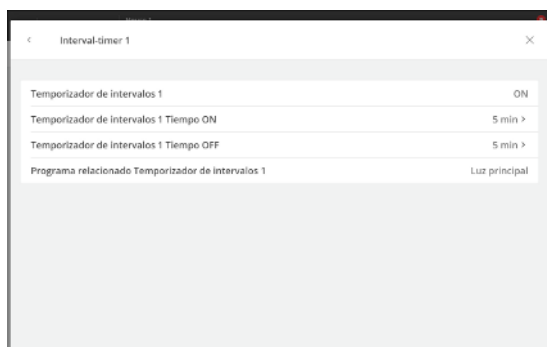 Interval-timer 1
Temporizador de intervalos 1 ON
Temporizador de intervalos 1 Tiempo ON 5 min >
Temporizador de intervalos 1 Tiempo OFF 5 min >
Programa relacionado Temporizador de intervalos 1 Luz principal